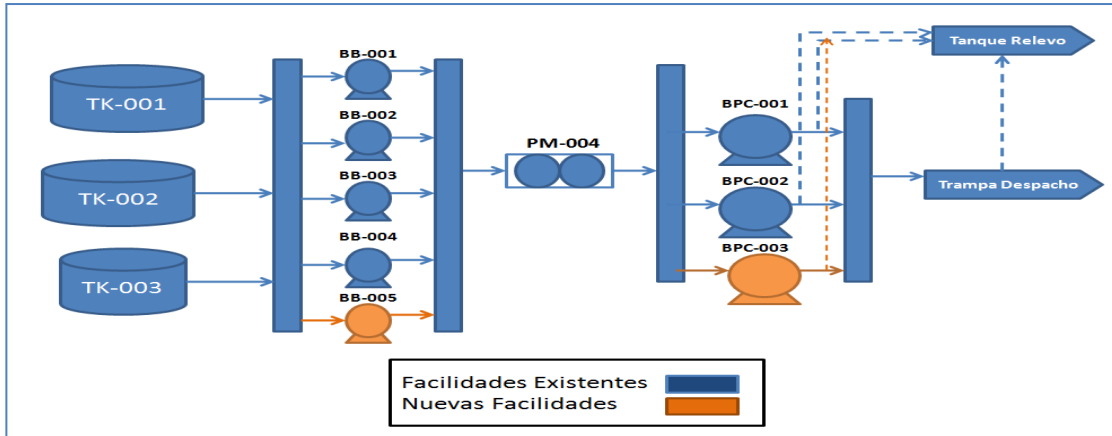 TK-001
TK-002
TK-003
BB-001
BB-002
BB-003
BB-004
BB-005
PM-004
BPC-001
BPC-002
BPC-003
Tanque Relevo
Trampa Despacho
Facilidades Existentes
Nuevas Facilidades